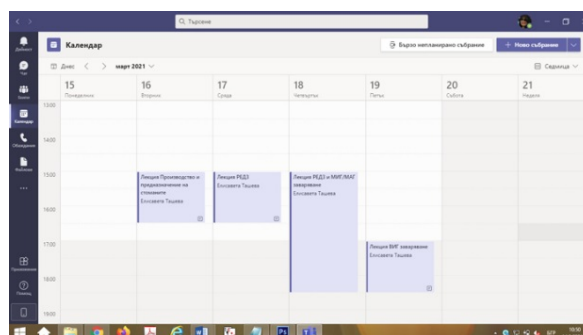 Търсене
Календар
Бързо непланирано събрание
+ Ново събрание
Днес
март 2021
Седмица
15
Понеделник
16
Вторник
17
Сряда
18
Четвъртък
19
Петък
20
Събота
21
Неделя
13:00
14:00
15:00
16:00
17:00
18:00
19:00
Лекция Производство и
предназначение на
стоманите
Елисавета Ташева
Лекция РЕДЗ
Елисавета Ташева
Лекция РЕДЗ и МИГ/МАГ
заваряване
Елисавета Ташева
Лекция ВИГ заваряване
Елисавета Ташева
Календар
Помощ